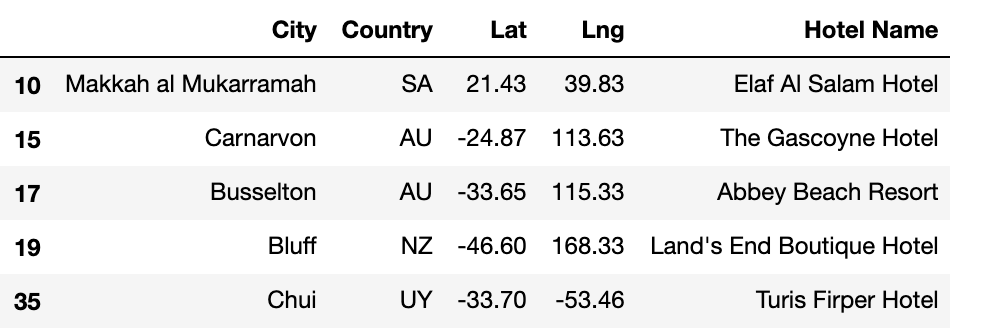 City Country Lat Lng Hotel Name
10 Makkah al Mukarramah SA 21.43 39.83 Elaf Al Salam Hotel
15 Carnarvon AU -24.87 113.63 The Gascoyne Hotel
17 Busselton AU -33.65 115.33 Abbey Beach Resort
19 Bluff NZ -46.60 168.33 Land's End Boutique Hotel
35 Chui UY -33.70 -53.46 Turis Firper Hotel